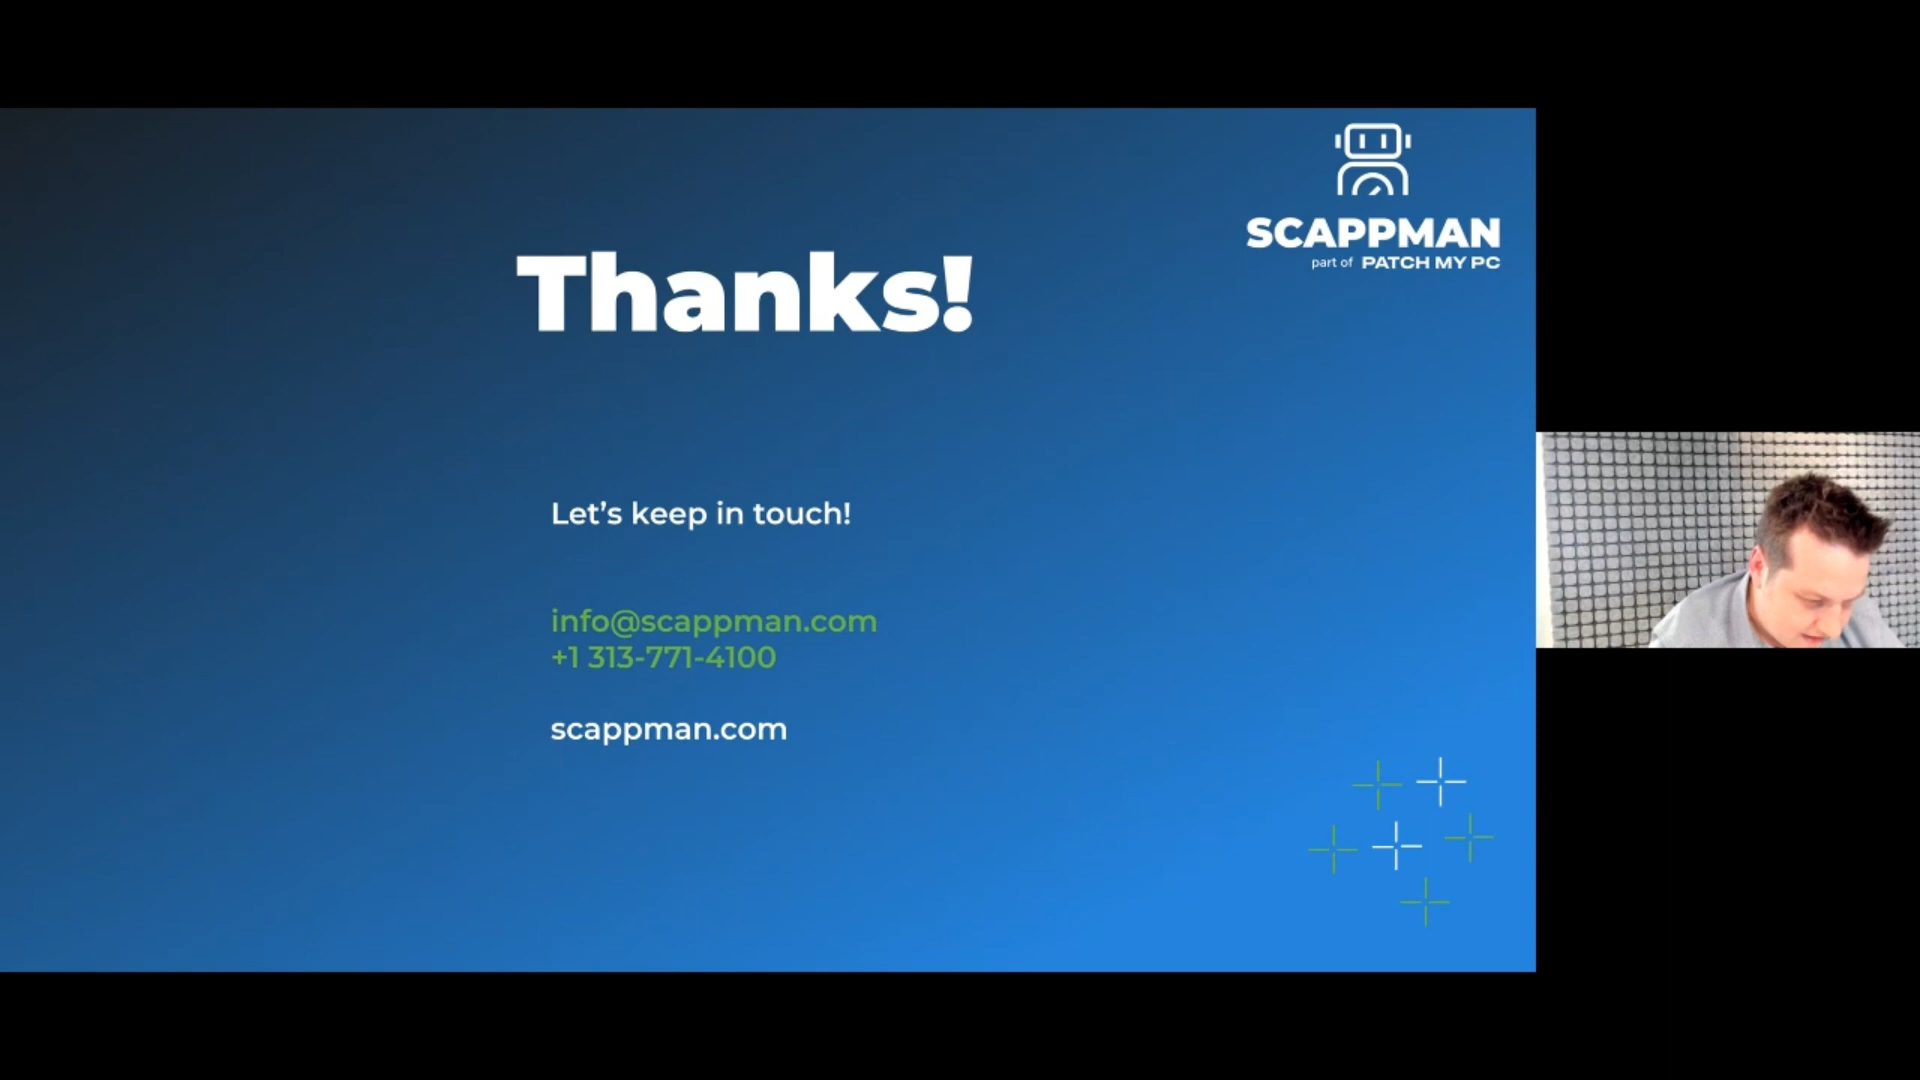 SCAPPMAN
part of PATCH MY PC
Thanks!
Let’s keep in touch!
info@scappman.com
+1 313-771-4100
scappman.com